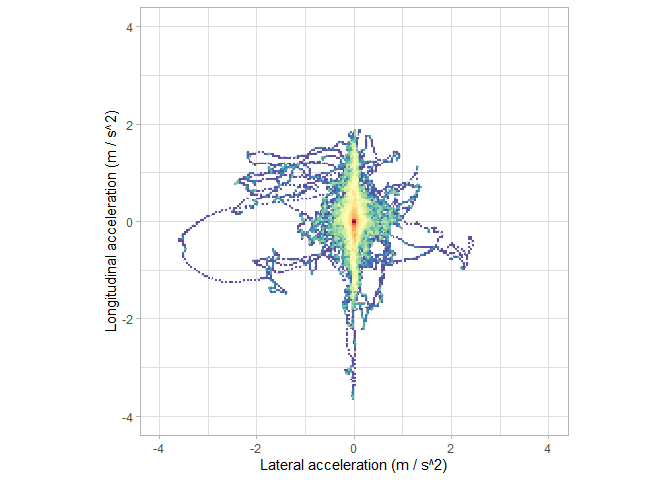 4
2
0
-2
-4
Longitudinal acceleration (m / s^2)
-4 -2 0 2 4
Lateral acceleration (m / s^2)